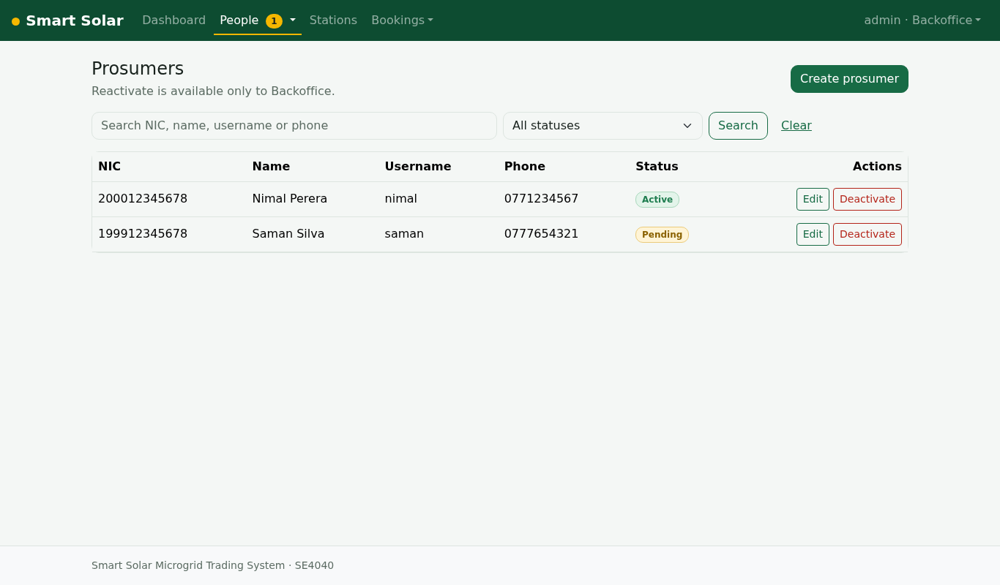 Smart Solar Dashboard People 1 Stations Bookings admin · Backoffice
Prosumers
Reactivate is available only to Backoffice.
Create prosumer
Search NIC, name, username or phone All statuses Search Clear
NIC Name Username Phone Status Actions
200012345678 Nimal Perera nimal 0771234567 Active Edit Deactivate
199912345678 Saman Silva saman 0777654321 Pending Edit Deactivate
Smart Solar Microgrid Trading System · SE4040